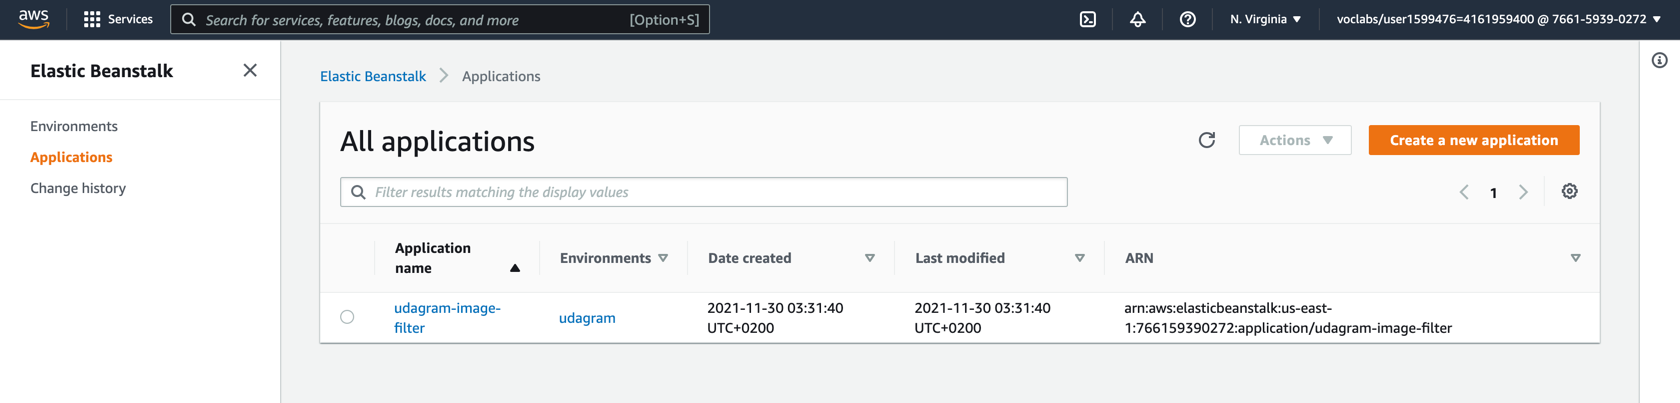 aws
Services
Search for services, features, blogs, docs, and more
[Option+S]
N. Virginia
voclabs/user1599476=4161959400 @ 7661-5939-0272
Elastic Beanstalk
Environments
Applications
Change history
Elastic Beanstalk
Applications
All applications
Actions
Create a new application
Filter results matching the display values
1
Application
name
Environments
Date created
Last modified
ARN
udagram-image-
filter
udagram
2021-11-30 03:31:40
UTC+0200
2021-11-30 03:31:40
UTC+0200
arn:aws:elasticbeanstalk:us-east-
1:766159390272:application/udagram-image-filter